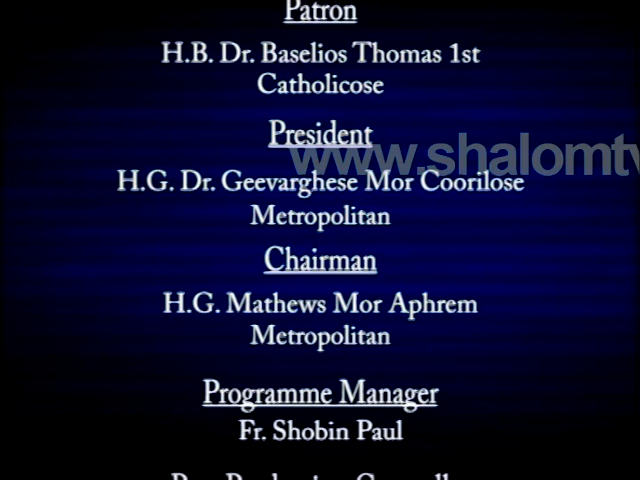 Patron
H.B. Dr. Baselios Thomas 1st
Catholicose
President
www.shalomtv
H.G. Dr. Geevarghese Mor Coorilose
Metropolitan
Chairman
H.G. Mathews Mor Aphrem
Metropolitan
Programme Manager
Fr. Shobin Paul